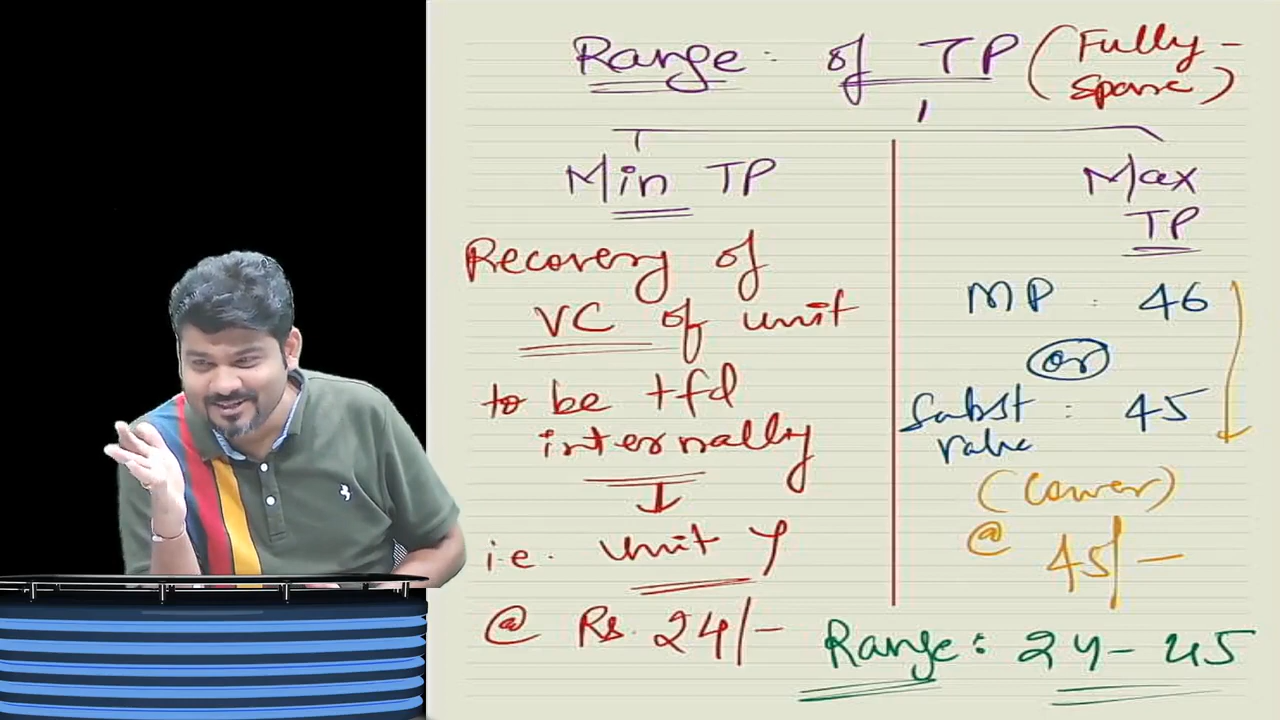 Range: of TP (Fully-
Spare)
Min TP
Recovery of
VC of unit
to be tfd
internally
i.e. Unit Y
@ Rs. 24/-
Max
TP
MP : 46
or
Subst : 45
value
(lower)
@ 45/-
Range: 24-45